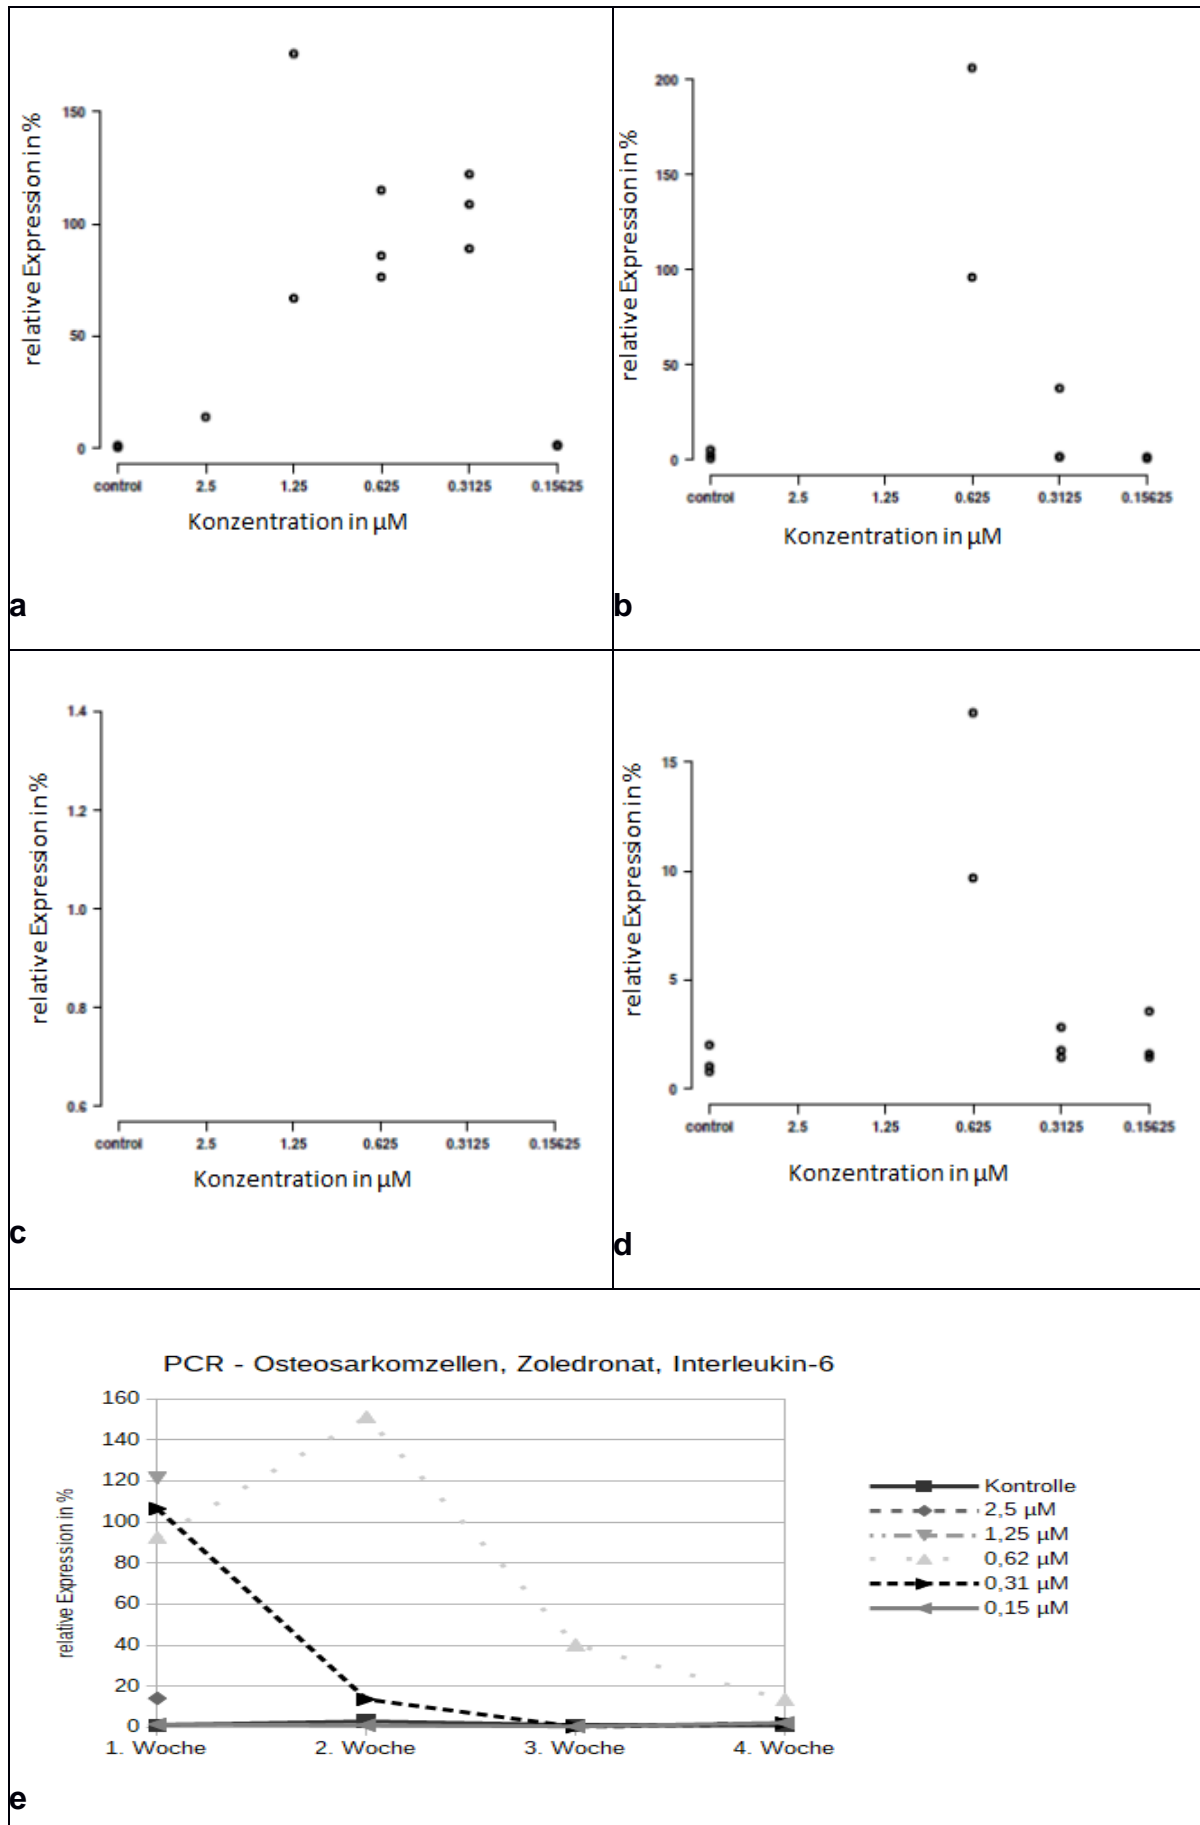 relative Expression in %
150
100
50
0
control 2.5 1.25 0.625 0.3125 0.15625
Konzentration in µM
a
relative Expression in %
200
150
100
50
0
control 2.5 1.25 0.625 0.3125 0.15625
Konzentration in µM
b
relative Expression in %
1.4
1.2
1.0
0.8
0.6
control 2.5 1.25 0.625 0.3125 0.15625
Konzentration in µM
c
relative Expression in %
15
10
5
0
control 2.5 1.25 0.625 0.3125 0.15625
Konzentration in µM
d
PCR - Osteosarkomzellen, Zoledronat, Interleukin-6
relative Expression in %
160
140
120
100
80
60
40
20
0
1. Woche 2. Woche 3. Woche 4. Woche
Kontrolle
2,5 µM
1,25 µM
0,62 µM
0,31 µM
0,15 µM
e